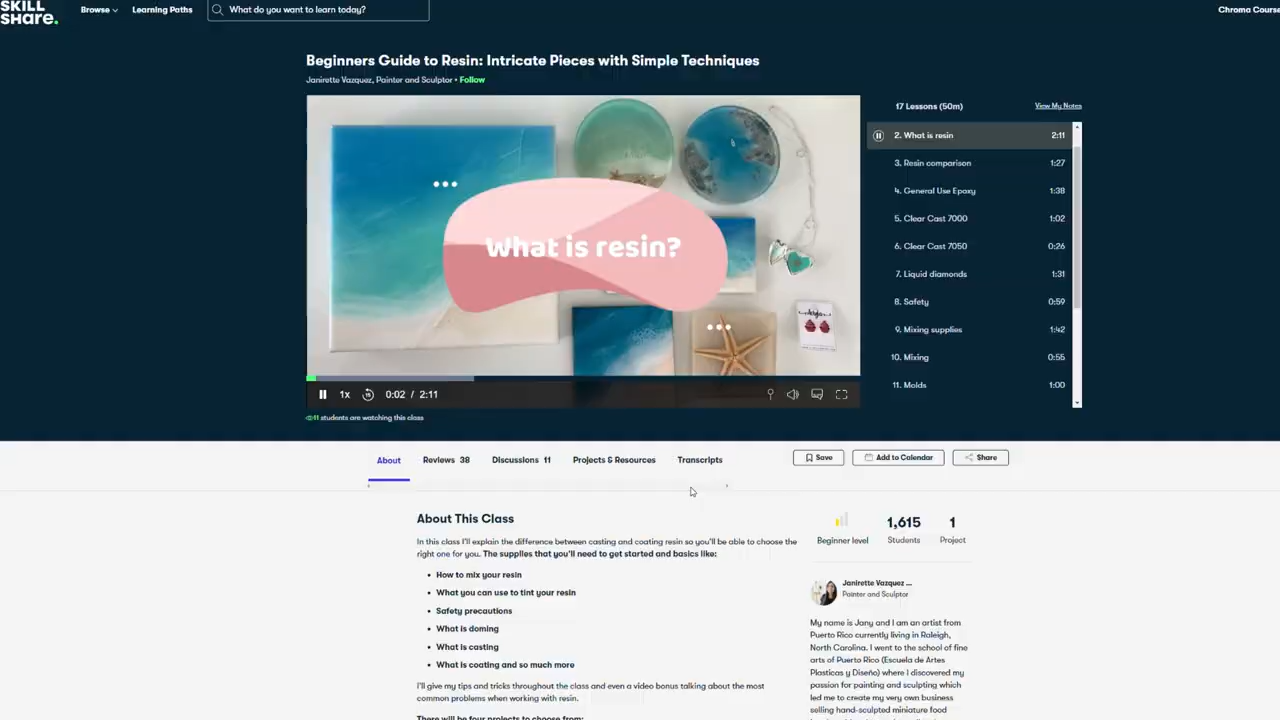 SKILL
SHARE.
Browse
Learning Paths
What do you want to learn today?
Chroma Course
Beginners Guide to Resin: Intricate Pieces with Simple Techniques
Janirette Vazquez, Painter and Sculptor • Follow
What is resin?
1x
15
0:02 / 2:11
17 Lessons (50m)
View My Notes
2. What is resin 2:11
3. Resin comparison 1:27
4. General Use Epoxy 1:38
5. Clear Cast 7000 1:02
6. Clear Cast 7050 0:26
7. Liquid diamonds 1:31
8. Safety 0:59
9. Mixing supplies 1:42
10. Mixing 0:55
11. Molds 1:00
11 students are watching this class
About
Reviews 38
Discussions 11
Projects & Resources
Transcripts
Save
Add to Calendar
Share
About This Class
In this class I'll explain the difference between casting and coating resin so you'll be able to choose the
right one for you. The supplies that you'll need to get started and basics like:
• How to mix your resin
• What you can use to tint your resin
• Safety precautions
• What is doming
• What is casting
• What is coating and so much more
I'll give my tips and tricks throughout the class and even a video bonus talking about the most
common problems when working with resin.
There will be four projects to choose from:
1,615
1
Beginner level
Students
Project
Janirette Vazquez ...
Painter and Sculptor
My name is Jany and I am an artist from
Puerto Rico currently living in Raleigh,
North Carolina. I went to the school of fine
arts of Puerto Rico (Escuela de Artes
Plasticas y Diseño) where I discovered my
passion for painting and sculpting which
led me to create my very own business
selling hand-sculpted miniature food